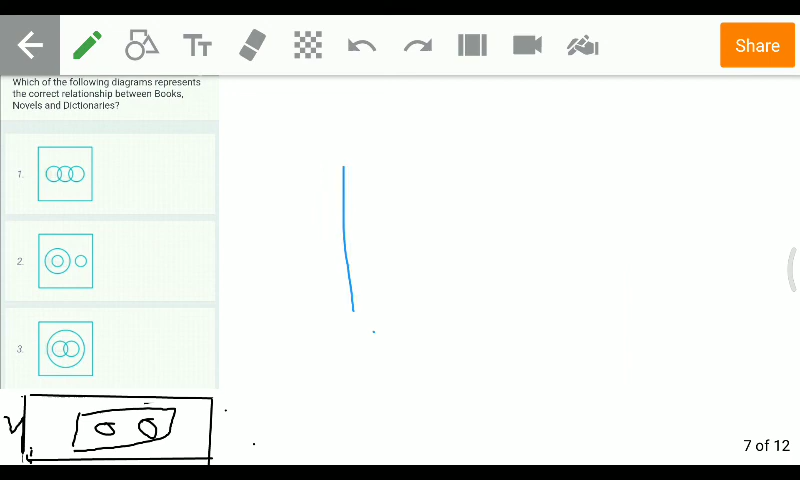 Share
Which of the following diagrams represents
the correct relationship between Books,
Novels and Dictionaries?
1.
2.
3.
7 of 12